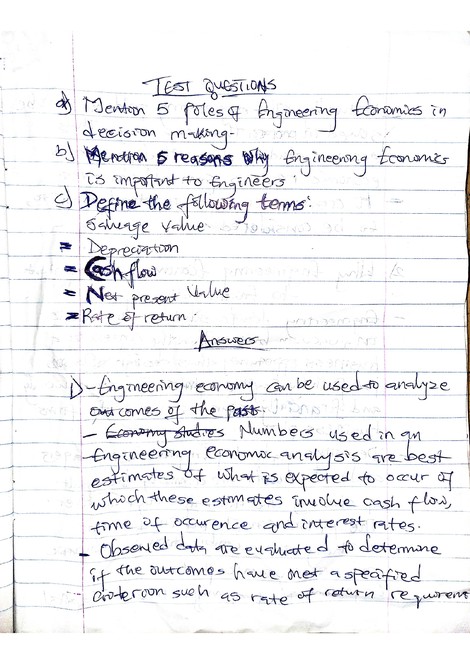 TEST QUESTIONS
a) Mention 5 roles of Engineering Economics in
decision making.
b) Mention 5 reasons why Engineering Economics
is important to Engineers:
c) Define the following terms:
Salvage Value
= Depreciation
= Cash flow
= Net present Value
= Rate of return:
Answers
1) - Engineering economy can be used to analyze
outcomes of the past.
- Economy studies Numbers used in an
Engineering economic analysis are best
estimates of what is expected to occur of
which these estimates involve cash flow,
time of occurence and interest rates.
- Observed data are evaluated to determine
if the outcomes have met a specified
criterion such as rate of return requirem